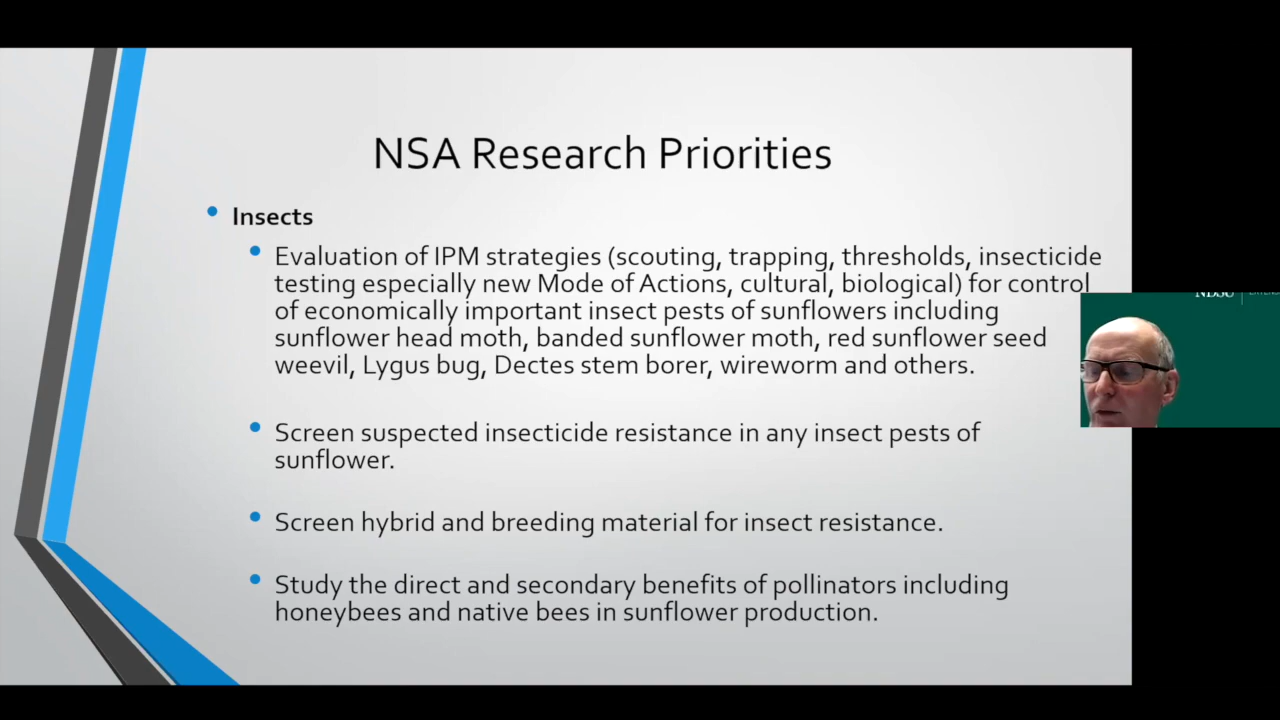 NSA Research Priorities
Insects
Evaluation of IPM strategies (scouting, trapping, thresholds, insecticide
testing especially new Mode of Actions, cultural, biological) for control
of economically important insect pests of sunflowers including
sunflower head moth, banded sunflower moth, red sunflower seed
weevil, Lygus bug, Dectes stem borer, wireworm and others.
Screen suspected insecticide resistance in any insect pests of
sunflower.
Screen hybrid and breeding material for insect resistance.
Study the direct and secondary benefits of pollinators including
honeybees and native bees in sunflower production.
NDSU